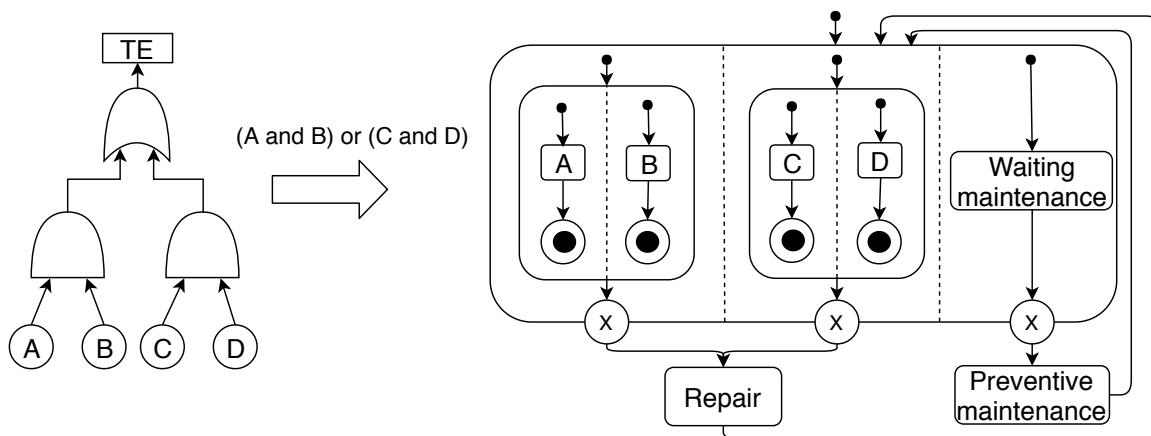 TE
(A and B) or (C and D)
A
B
C
D
A
B
C
D
Waiting
maintenance
X
X
X
Repair
Preventive
maintenance